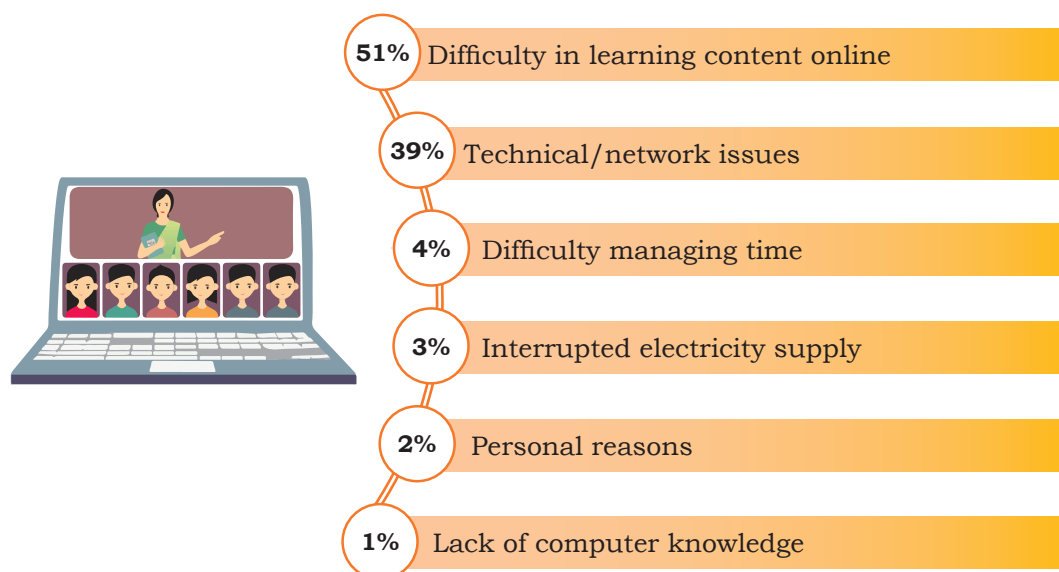 51% Difficulty in learning content online
39% Technical/network issues
4% Difficulty managing time
3% Interrupted electricity supply
2% Personal reasons
1% Lack of computer knowledge